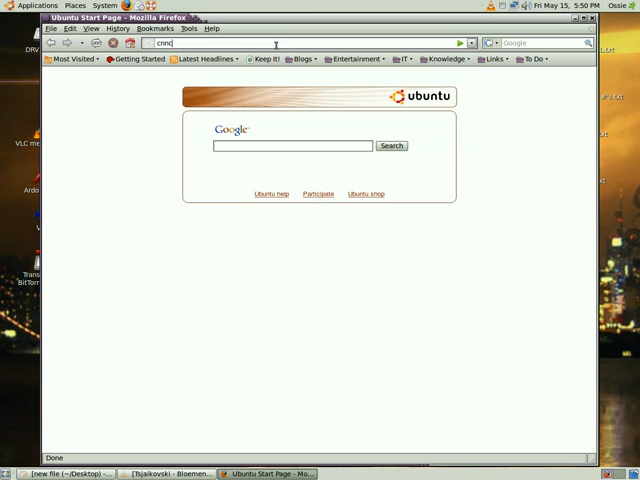 Applications Places System Fri May 15, 5:50 PM Ossie
Ubuntu Start Page - Mozilla Firefox
File Edit View History Bookmarks Tools Help
cnnc
Google
Most Visited Getting Started Latest Headlines Keep It! Blogs Entertainment IT Knowledge Links To Do
DRV
VLC me
Ardo
V
Trans
BitTorr
.txt
ubuntu
Google
Search
Ubuntu help Participate Ubuntu shop
Done
[new file (~/Desktop) -... [Tsjaikovski - Bloemen... Ubuntu Start Page - Mo...